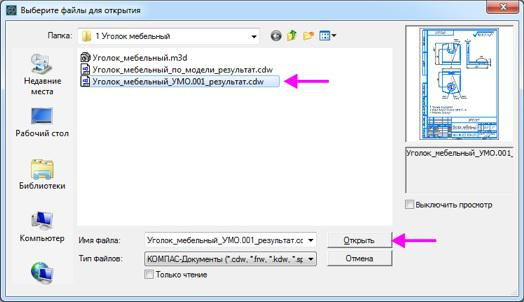 Выберите файлы для открытия
Папка: 1 Уголок мебельный
Недавние места
Рабочий стол
Библиотеки
Компьютер
Уголок_мебельный.m3d
Уголок_мебельный_по_модели_результат.cdw
Уголок_мебельный_УМО.001_результат.cdw
Уголок_мебельный_УМО.001_
Выключить просмотр
Имя файла: Уголок_мебельный_УМО.001_результат.cd
Открыть
Тип файлов: КОМПАС-Документы (*.cdw, *.frw, *.kdw, *.sp
Отмена
Только чтение